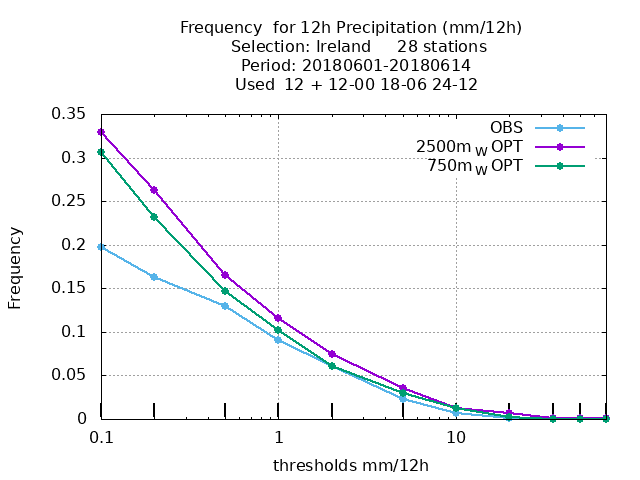 Frequency  for 12h Precipitation (mm/12h)
Selection: Ireland     28 stations
Period: 20180601-20180614
Used  12 + 12-00 18-06 24-12
0.35
0.3
0.25
0.2
0.15
0.1
0.05
0
Frequency
OBS
2500m W OPT
750m W OPT
0.1
1
10
thresholds mm/12h